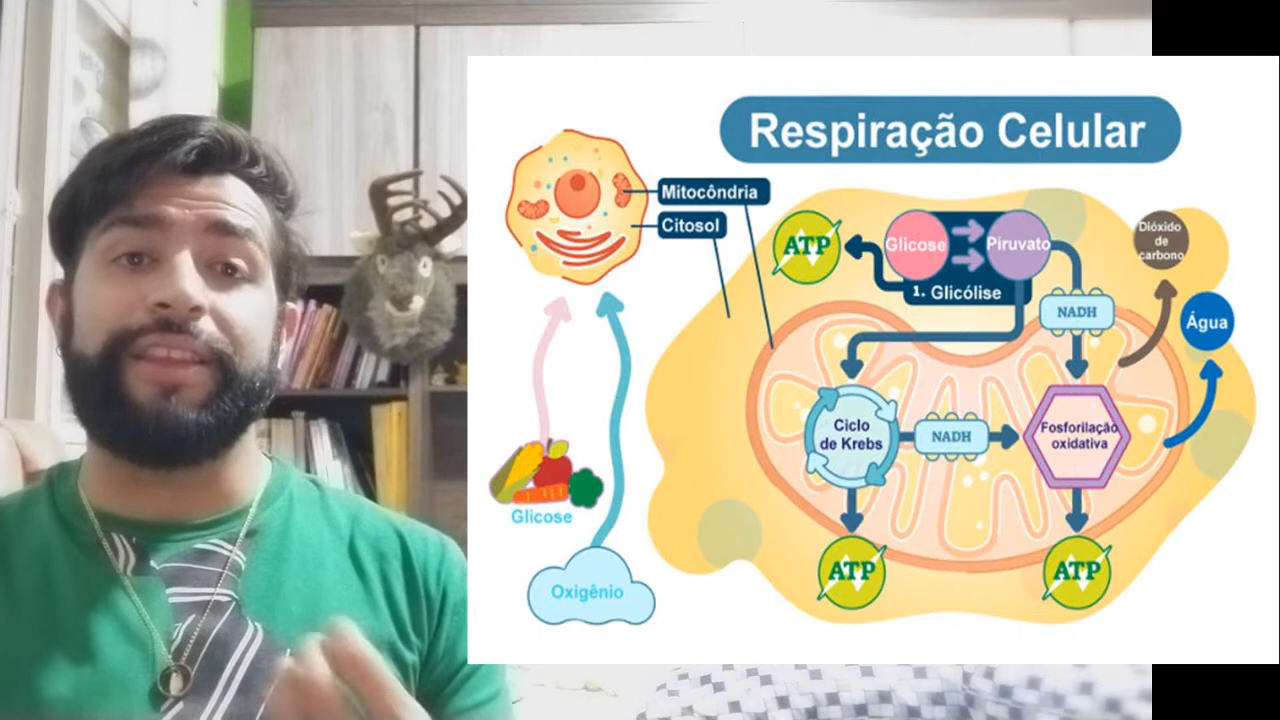 Respiração Celular
Mitocôndria
Citosol
ATP
Glicose
Piruvato
1. Glicólise
NADH
Dióxido
de
carbono
Água
Ciclo
de Krebs
NADH
Fosforilação
oxidativa
Glicose
Oxigênio
ATP
ATP